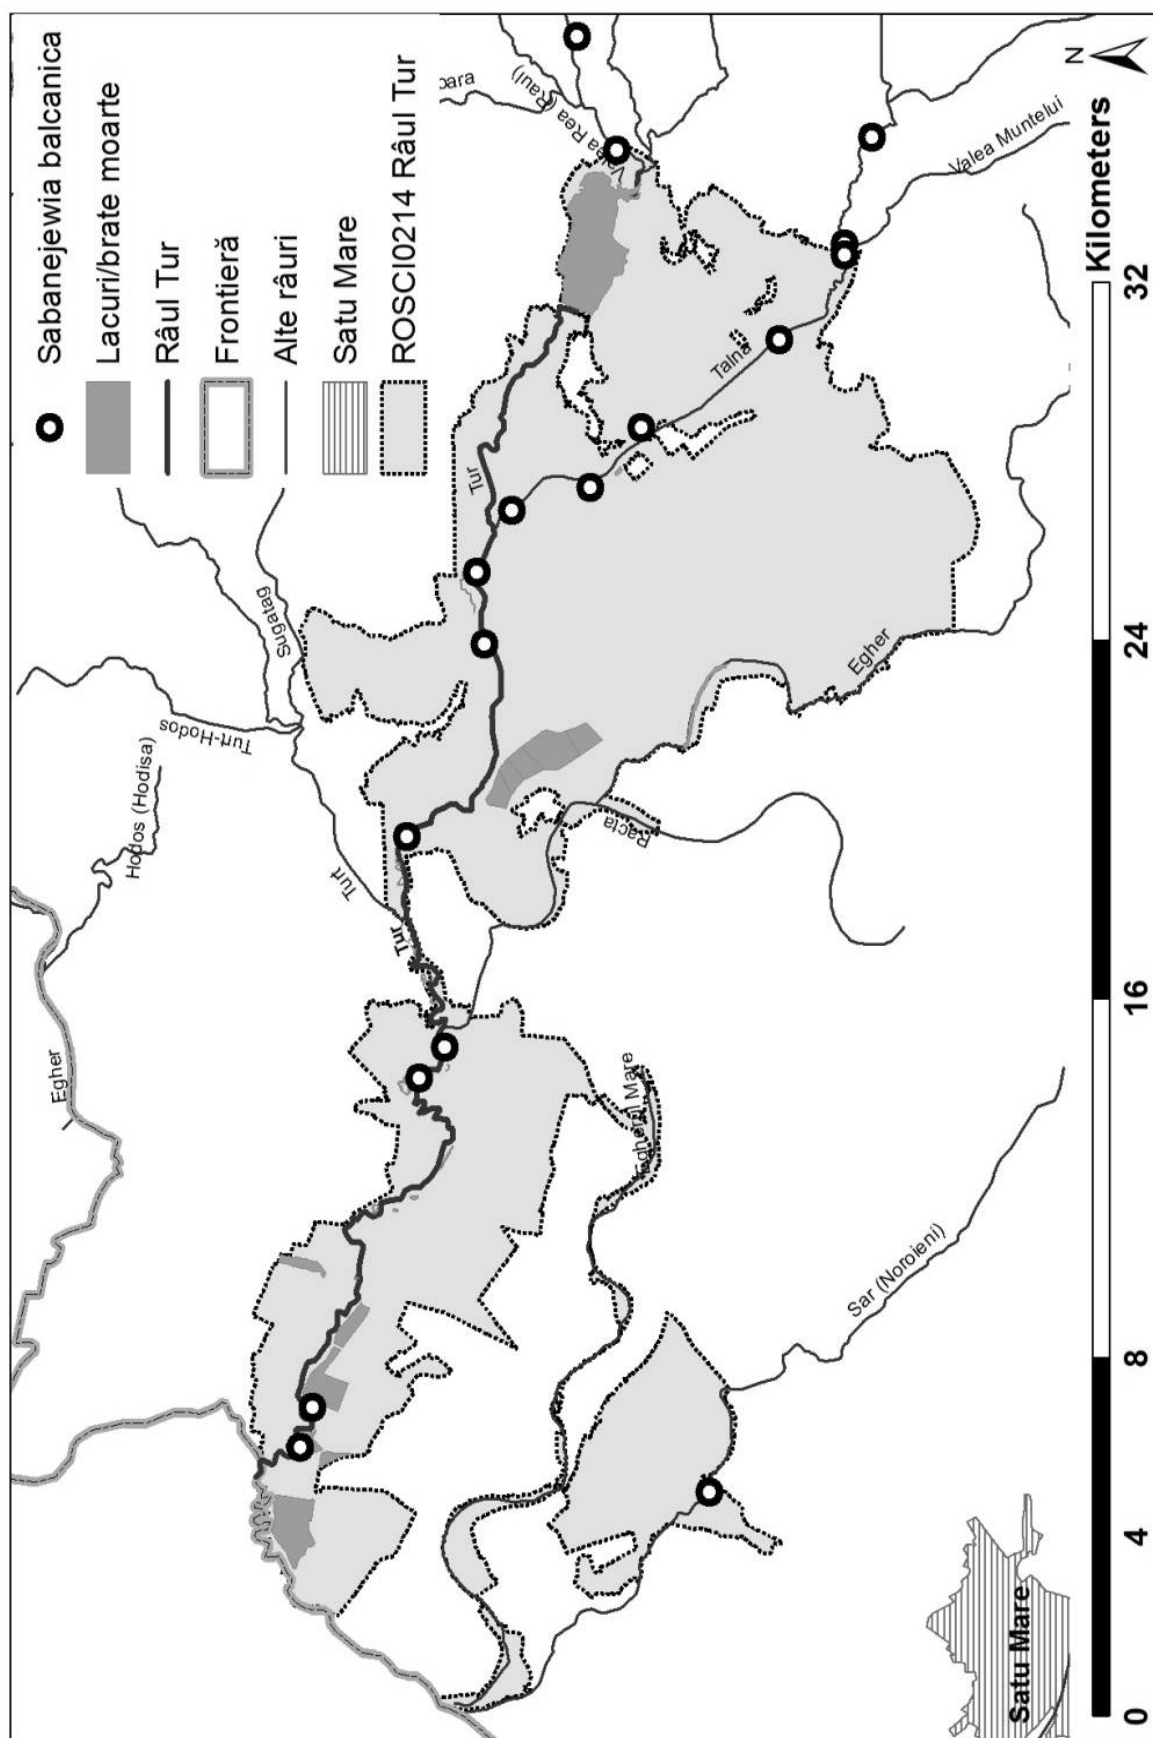 Sabanejewia balcanica
Lacuri/brate moarte
Râul Tur
Frontieră
Alte râuri
Satu Mare
ROSCI0214 Râul Tur
Egher
Hodos (Hodisa)
Turt-Hodos
Sugatag
Turt
Tur
Tur
Valea Rea (Raul)
Talna
Valea Muntelui
Egher
Racta
Egherul Mare
Sar (Noroieni)
Satu Mare
N
0 4 8 16 24 32
Kilometers